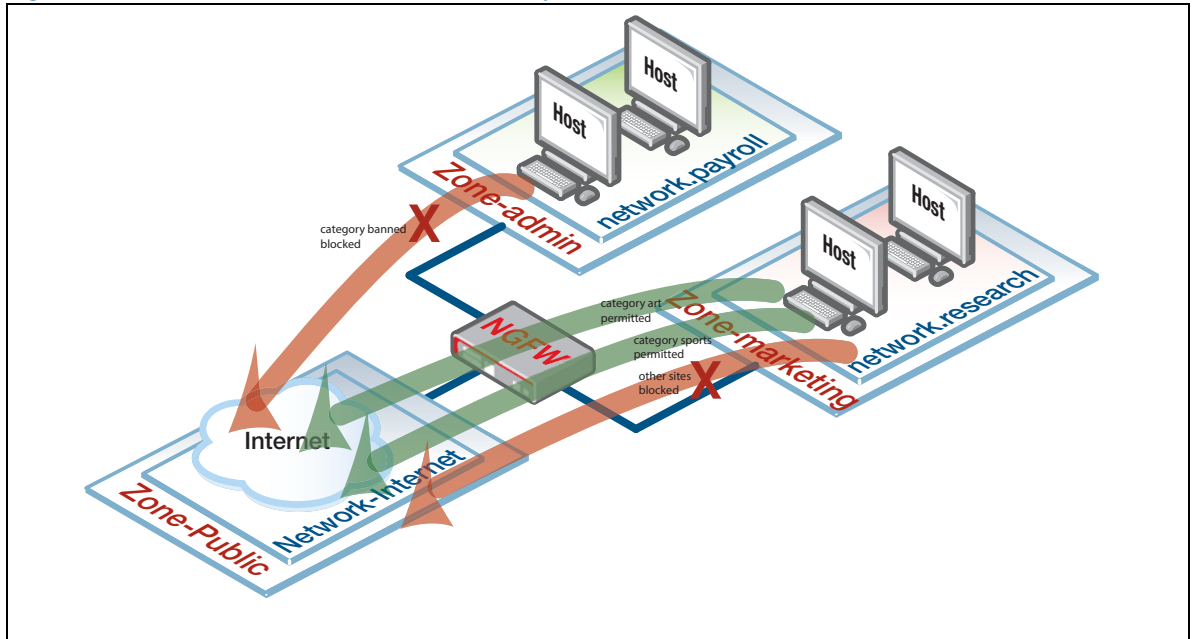 Host
Host
network.payroll
Zone-admin
category banned
blocked
Host
Host
network.research
Zone-marketing
category art
permitted
category sports
permitted
other sites
blocked
X
X
NGFW
Internet
Network-Internet
Zone-Public